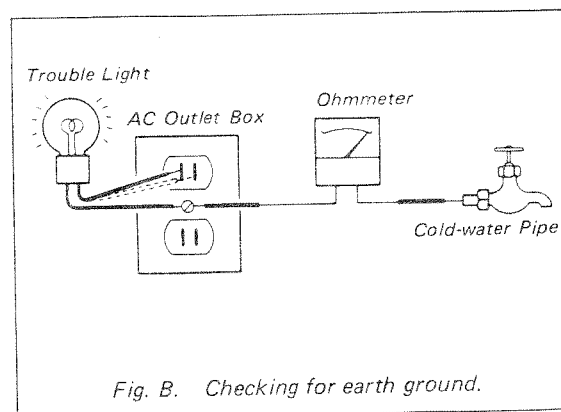 Trouble Light
AC Outlet Box
Ohmmeter
Cold-water Pipe
Fig. B. Checking for earth ground.